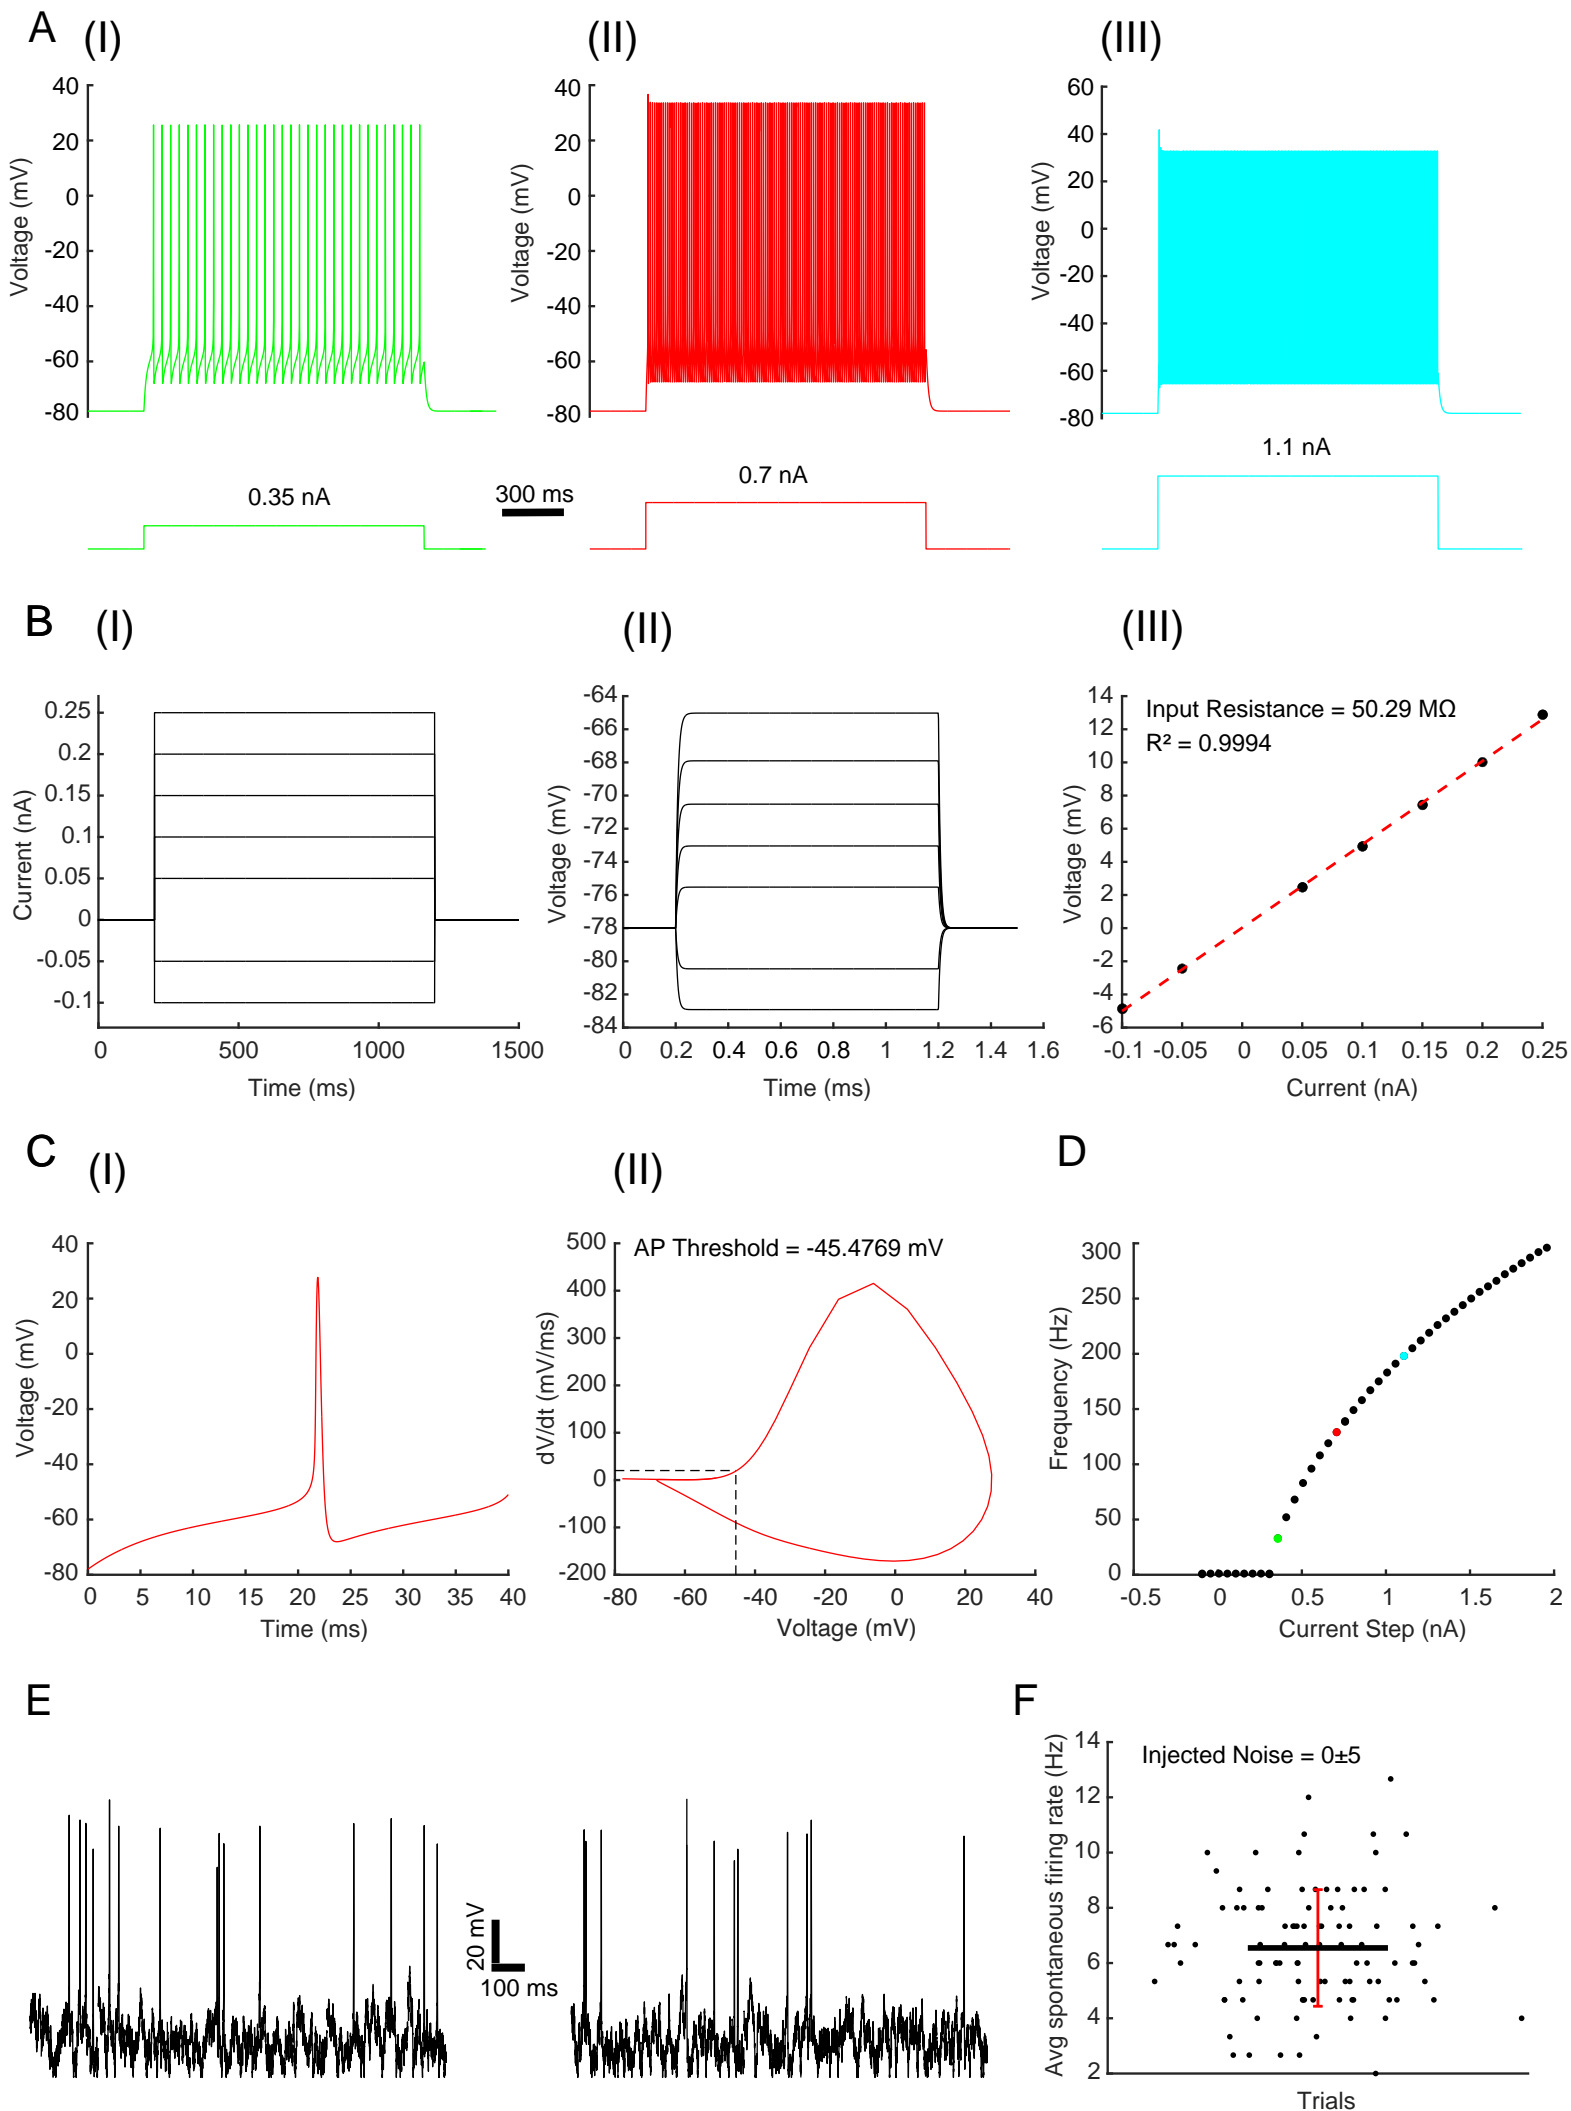 A (I) (II) (III)
40
20
0
-20
-40
-60
-80
Voltage (mV)
40
20
0
-20
-40
-60
-80
Voltage (mV)
60
40
20
0
-20
-40
-60
-80
Voltage (mV)
0.35 nA
300 ms
0.7 nA
1.1 nA
B (I) (II) (III)
0.25
0.2
0.15
0.1
0.05
0
-0.05
-0.1
Current (nA)
0 500 1000 1500
Time (ms)
-64
-66
-68
-70
-72
-74
-76
-78
-80
-82
-84
Voltage (mV)
0 0.2 0.4 0.6 0.8 1 1.2 1.4 1.6
Time (ms)
Input Resistance = 50.29 MΩ
R² = 0.9994
14
12
10
8
6
4
2
0
-2
-4
-6
Voltage (mV)
-0.1 -0.05 0 0.05 0.1 0.15 0.2 0.25
Current (nA)
C (I) (II) D
40
20
0
-20
-40
-60
-80
Voltage (mV)
0 5 10 15 20 25 30 35 40
Time (ms)
AP Threshold = -45.4769 mV
500
400
300
200
100
0
-100
-200
dV/dt (mV/ms)
-80 -60 -40 -20 0 20 40
Voltage (mV)
300
250
200
150
100
50
0
Frequency (Hz)
-0.5 0 0.5 1 1.5 2
Current Step (nA)
E F
20 mV
100 ms
Injected Noise = 0±5
14
12
10
8
6
4
2
Avg spontaneous firing rate (Hz)
Trials